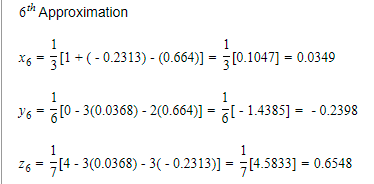 6th Approximation
x6 = 1/3[1 + ( - 0.2313) - (0.664)] = 1/3[0.1047] = 0.0349
y6 = 1/6[0 - 3(0.0368) - 2(0.664)] = 1/6[ - 1.4385] = - 0.2398
z6 = 1/7[4 - 3(0.0368) - 3( - 0.2313)] = 1/7[4.5833] = 0.6548